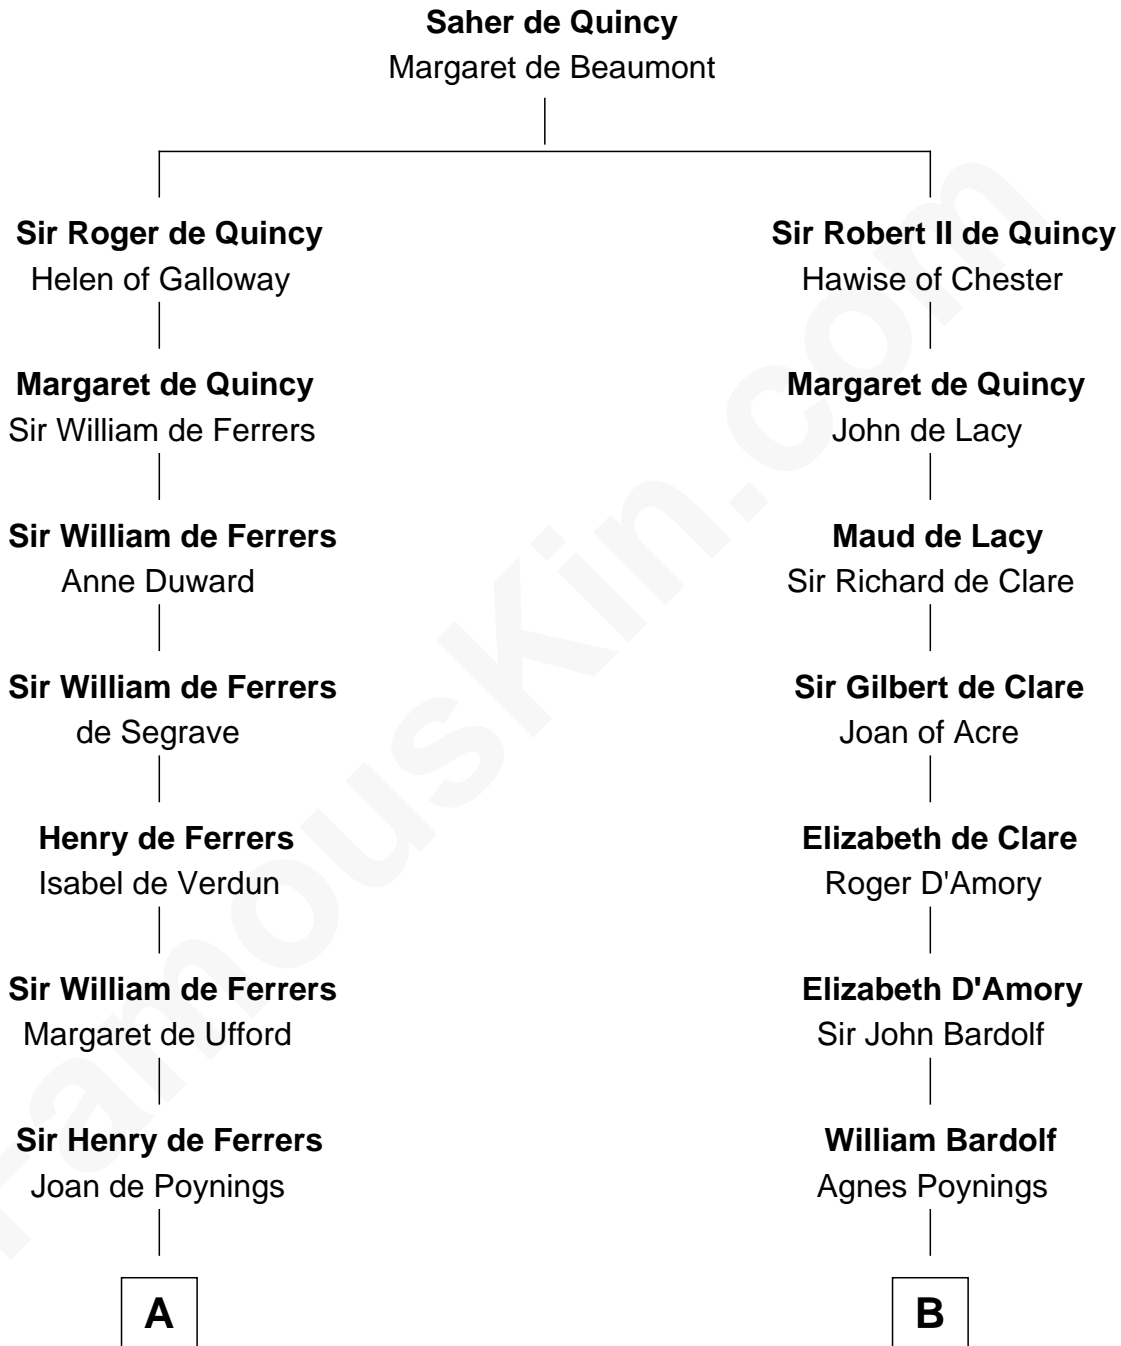 Saher de Quincy
Margaret de Beaumont
Sir Roger de Quincy
Helen of Galloway
Sir Robert II de Quincy
Hawise of Chester
Margaret de Quincy
Sir William de Ferrers
Margaret de Quincy
John de Lacy
Sir William de Ferrers
Anne Duward
Maud de Lacy
Sir Richard de Clare
Sir William de Ferrers
de Segrave
Sir Gilbert de Clare
Joan of Acre
Henry de Ferrers
Isabel de Verdun
Elizabeth de Clare
Roger D'Amory
Sir William de Ferrers
Margaret de Ufford
Elizabeth D'Amory
Sir John Bardolf
Sir Henry de Ferrers
Joan de Poynings
William Bardolf
Agnes Poynings
A
B
FamousKin.com